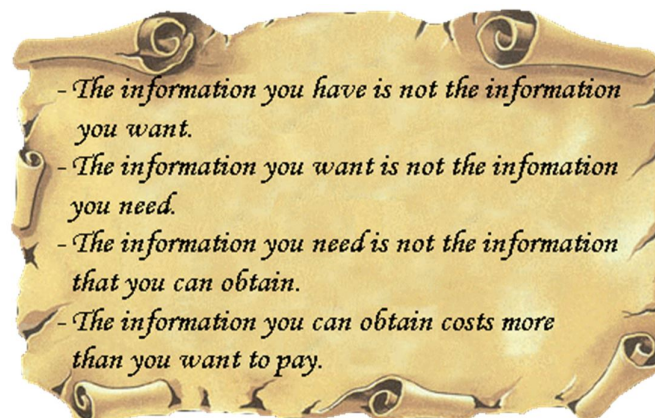 - The information you have is not the information
you want.
- The information you want is not the infomation
you need.
- The information you need is not the information
that you can obtain.
- The information you can obtain costs more
than you want to pay.